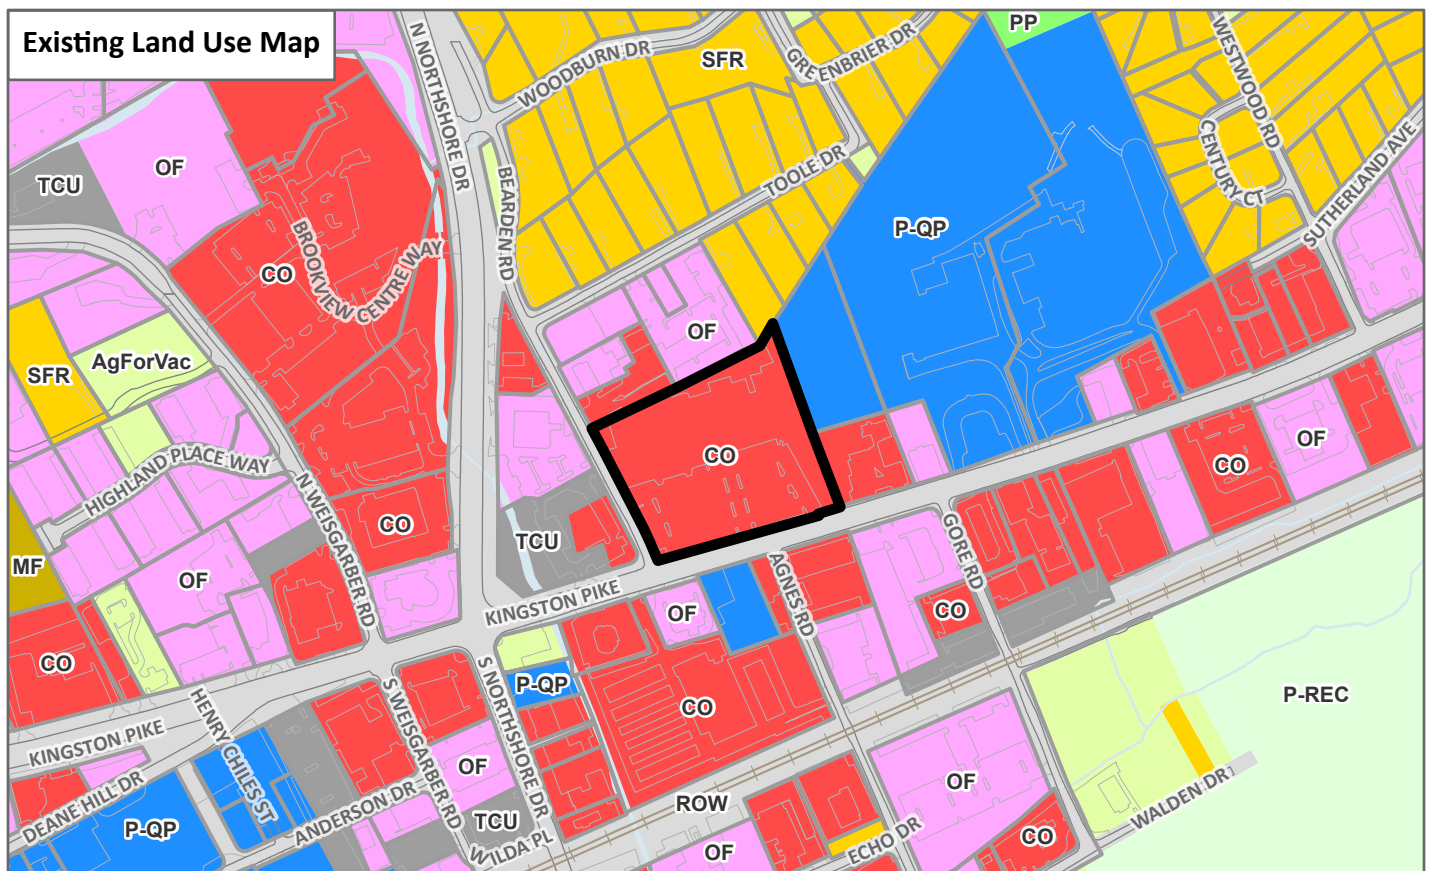 Existing Land Use Map
N NORTHSHORE DR
WOODBURN DR
SFR
GREENBRIER DR
PP
WESTWOOD RD
CENTURY CT
SUTHERLAND AVE
TCU
OF
BEARDEN RD
TOOLE DR
P-QP
CO
BROOKVIEW CENTRE WAY
OF
SFR
AgForVac
HIGHLAND PLACE WAY
N WEISGARBER RD
CO
CO
TCU
OF
CO
MF
OF
KINGSTON PIKE
OF
AGNES RD
GORE RD
CO
CO
P-QP
CO
P-REC
HENRY CHILES ST
S WEISGARBER RD
S NORTHSHORE DR
KINGSTON PIKE
DEANE HILL DR
P-QP
ANDERSON DR
OF
TCU
WILDA PL
ROW
OF
OF
ECHO DR
CO
WALDEN DR